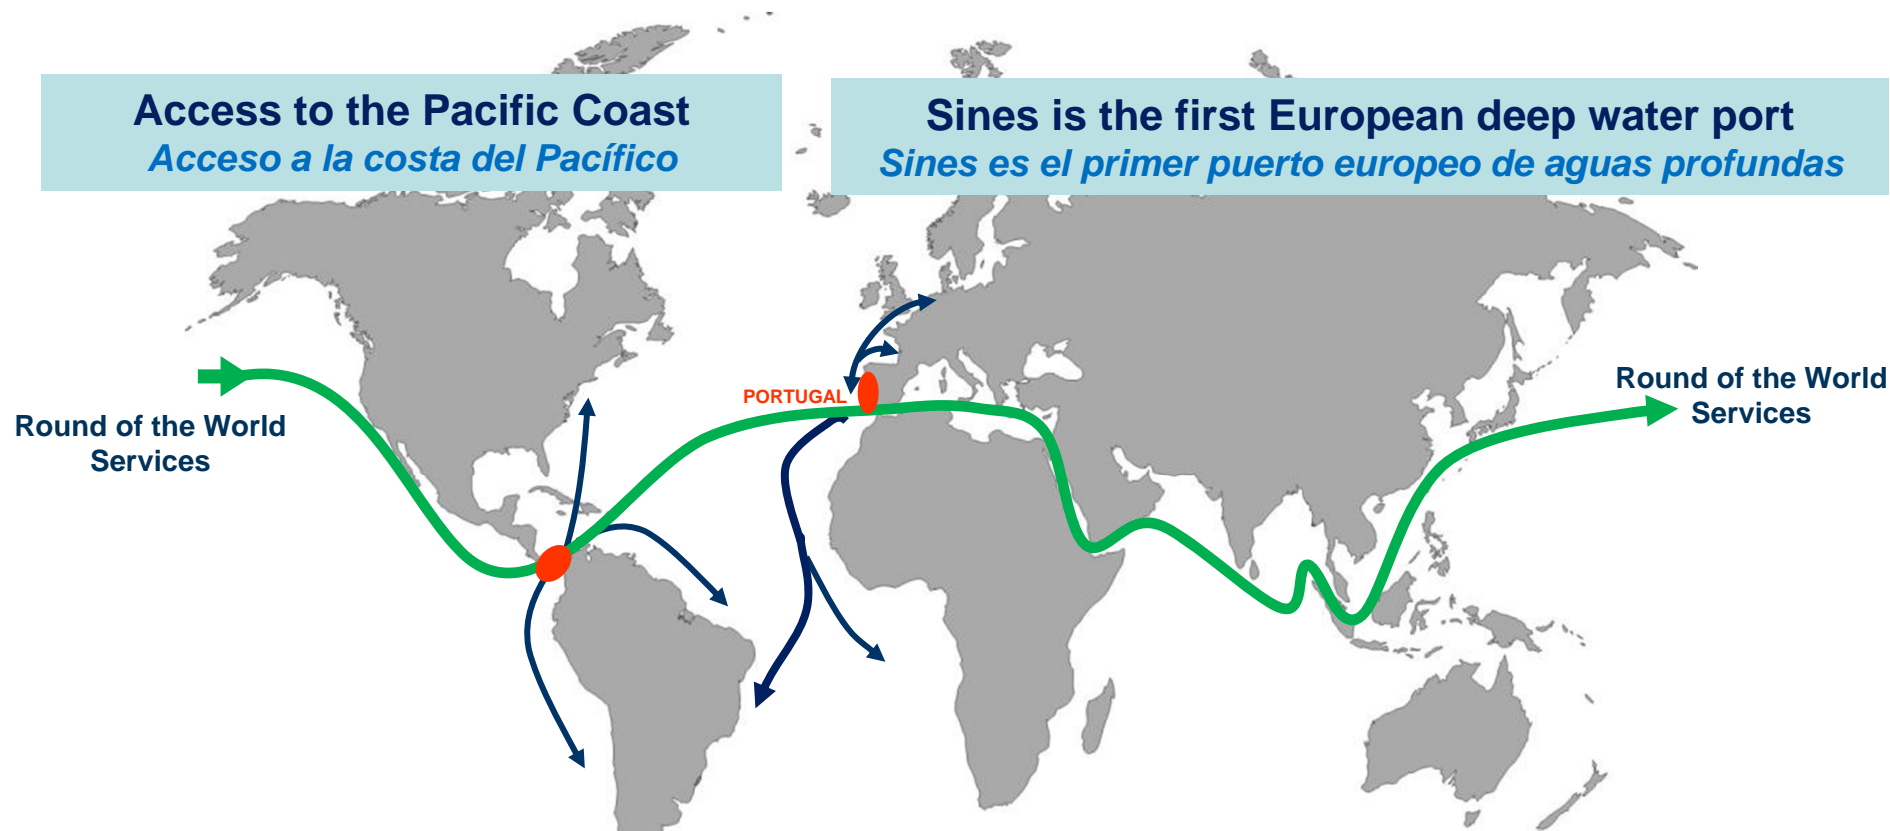 Access to the Pacific Coast
Acceso a la costa del Pacífico
Sines is the first European deep water port
Sines es el primer puerto europeo de aguas profundas
PORTUGAL
Round of the World
Services
Round of the World
Services